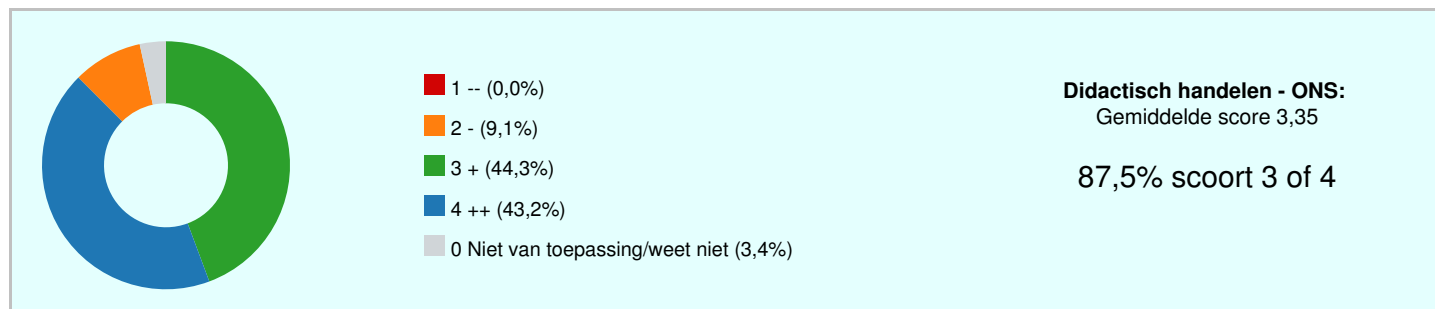 1 -- (0,0%)
2 - (9,1%)
3 + (44,3%)
4 ++ (43,2%)
0 Niet van toepassing/weet niet (3,4%)
Didactisch handelen - ONS:
Gemiddelde score 3,35
87,5% scoort 3 of 4